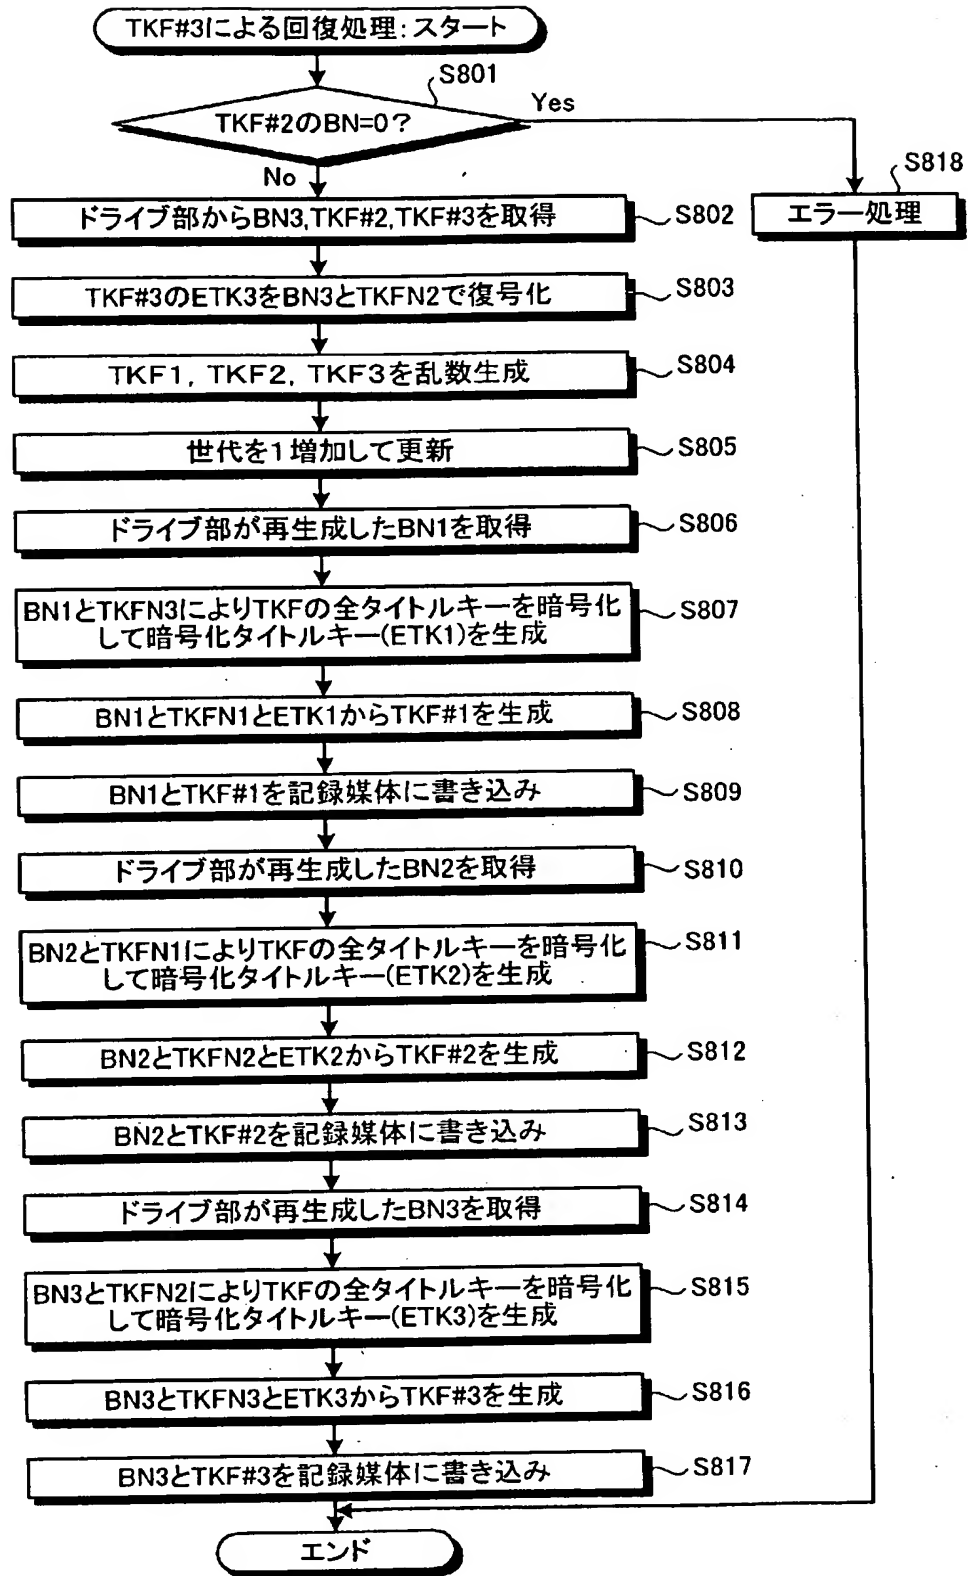 TKF#3による回復処理:スタート
S801
TKF#2のBN=0?
Yes
No
S818
エラー処理
ドライブ部からBN3,TKF#2,TKF#3を取得
S802
TKF#3のETK3をBN3とTKFN2で復号化
S803
TKF1, TKF2, TKF3を乱数生成
S804
世代を1増加して更新
S805
ドライブ部が再生成したBN1を取得
S806
BN1とTKFN3によりTKFの全タイトルキーを暗号化
して暗号化タイトルキー(ETK1)を生成
S807
BN1とTKFN1とETK1からTKF#1を生成
S808
BN1とTKF#1を記録媒体に書き込み
S809
ドライブ部が再生成したBN2を取得
S810
BN2とTKFN1によりTKFの全タイトルキーを暗号化
して暗号化タイトルキー(ETK2)を生成
S811
BN2とTKFN2とETK2からTKF#2を生成
S812
BN2とTKF#2を記録媒体に書き込み
S813
ドライブ部が再生成したBN3を取得
S814
BN3とTKFN2によりTKFの全タイトルキーを暗号化
して暗号化タイトルキー(ETK3)を生成
S815
BN3とTKFN3とETK3からTKF#3を生成
S816
BN3とTKF#3を記録媒体に書き込み
S817
エンド